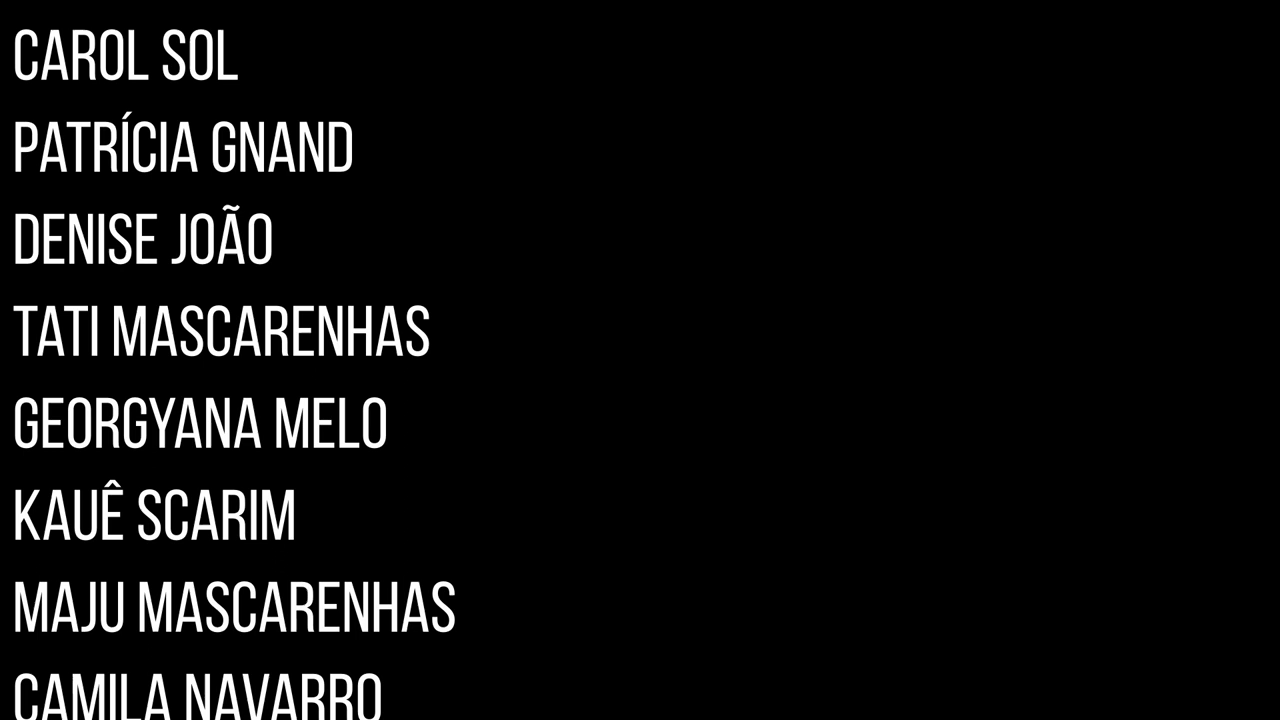 CAROL SOL
PATRÍCIA GNAND
DENISE JOÃO
TATI MASCARENHAS
GEORGYANA MELO
KAUÊ SCARIM
MAJU MASCARENHAS
CAMILA NAVARRO